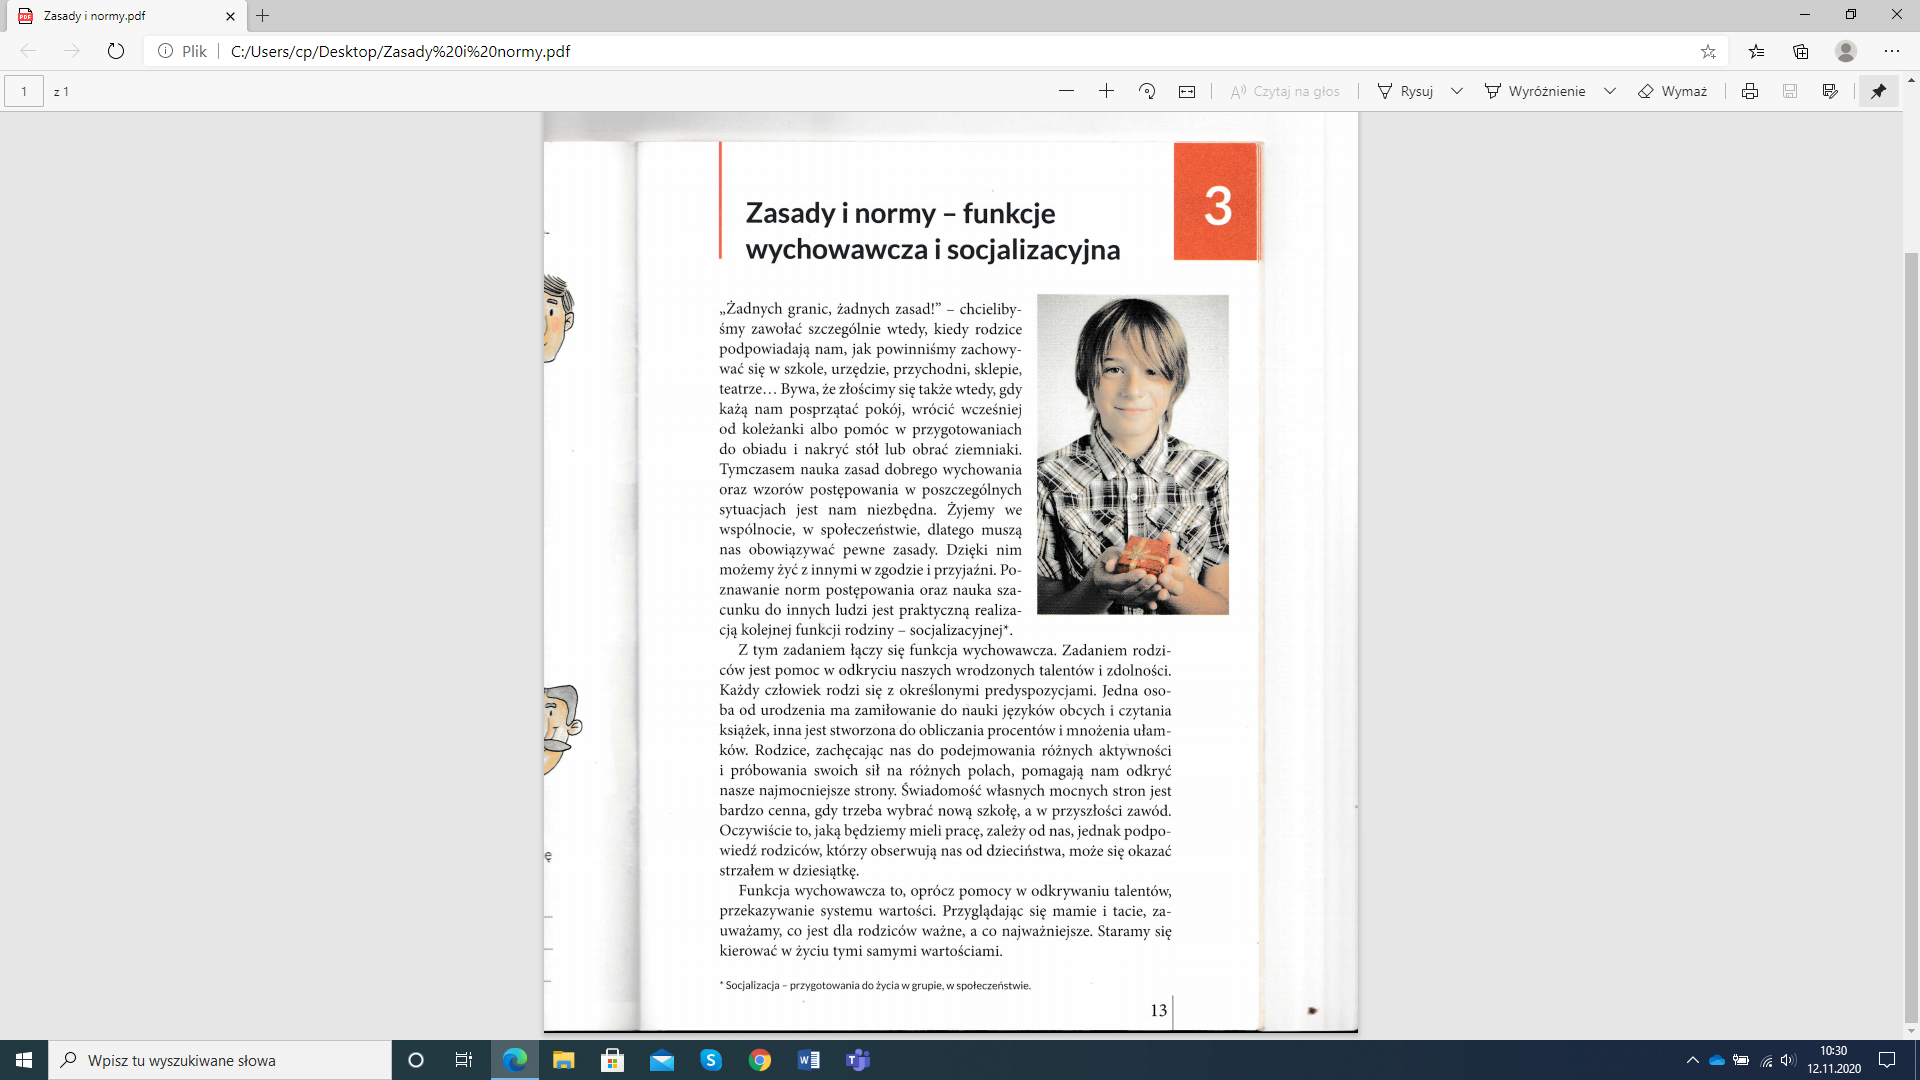 Zasady i normy.pdf
Plik
C:/Users/cp/Desktop/Zasady%20i%20normy.pdf
1 z 1
Czytaj na głos
Rysuj
Wyróżnienie
Wymaż
3
Zasady i normy – funkcje
wychowawcza i socjalizacyjna
„Żadnych granic, żadnych zasad!” – chcieliby-
śmy zawołać szczególnie wtedy, kiedy rodzice
podpowiadają nam, jak powinniśmy zachowy-
wać się w szkole, urzędzie, przychodni, sklepie,
teatrze… Bywa, że złościmy się także wtedy, gdy
każą nam posprzątać pokój, wrócić wcześniej
od koleżanki albo pomóc w przygotowaniach
do obiadu i nakryć stół lub obrać ziemniaki.
Tymczasem nauka zasad dobrego wychowania
oraz wzorów postępowania w poszczególnych
sytuacjach jest nam niezbędna. Żyjemy we
wspólnocie, w społeczeństwie, dlatego muszą
nas obowiązywać pewne zasady. Dzięki nim
możemy żyć z innymi w zgodzie i przyjaźni. Po-
znawanie norm postępowania oraz nauka sza-
cunku do innych ludzi jest praktyczną realiza-
cją kolejnej funkcji rodziny – socjalizacyjnej*.
Z tym zadaniem łączy się funkcja wychowawcza. Zadaniem rodzi-
ców jest pomoc w odkryciu naszych wrodzonych talentów i zdolności.
Każdy człowiek rodzi się z określonymi predyspozycjami. Jedna oso-
ba od urodzenia ma zamiłowanie do nauki języków obcych i czytania
książek, inna jest stworzona do obliczania procentów i mnożenia ułam-
ków. Rodzice, zachęcając nas do podejmowania różnych aktywności
i próbowania swoich sił na różnych polach, pomagają nam odkryć
nasze najmocniejsze strony. Świadomość własnych mocnych stron jest
bardzo cenna, gdy trzeba wybrać nową szkołę, a w przyszłości zawód.
Oczywiście to, jaką będziemy mieli pracę, zależy od nas, jednak podpo-
wiedź rodziców, którzy obserwują nas od dzieciństwa, może się okazać
strzałem w dziesiątkę.
Funkcja wychowawcza to, oprócz pomocy w odkrywaniu talentów,
przekazywanie systemu wartości. Przyglądając się mamie i tacie, za-
uważamy, co jest dla rodziców ważne, a co najważniejsze. Staramy się
kierować w życiu tymi samymi wartościami.
* Socjalizacja – przygotowania do życia w grupie, w społeczeństwie.
13
ę
Wpisz tu wyszukiwane słowa
10:30
12.11.2020